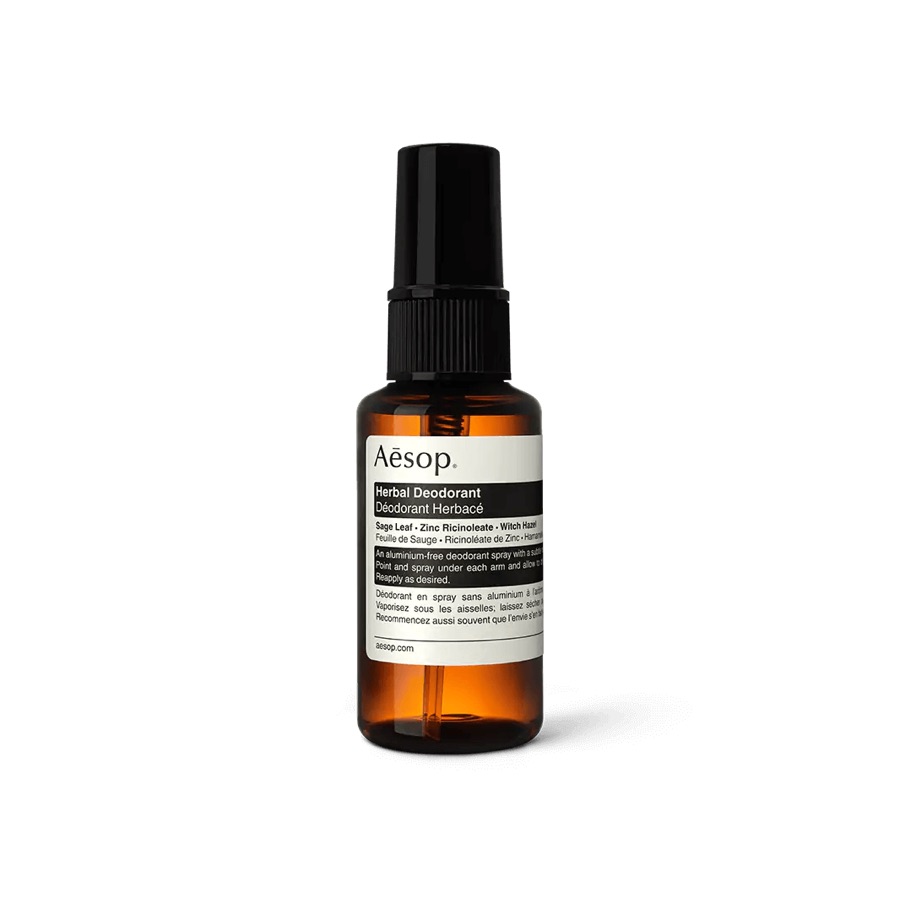 Aēsop®
Herbal Deodorant
Déodorant Herbacé
Sage Leaf • Zinc Ricinoleate • Witch Hazel
Feuille de Sauge • Ricinoléate de Zinc •
An aluminium-free deodorant spray with a
Point and spray under each arm and allow to
Reapply as desired.
Déodorant en spray sans aluminium à
Vaporisez sous les aisselles; laissez sécher
Recommencez aussi souvent que l'envie s'en
aesop.com